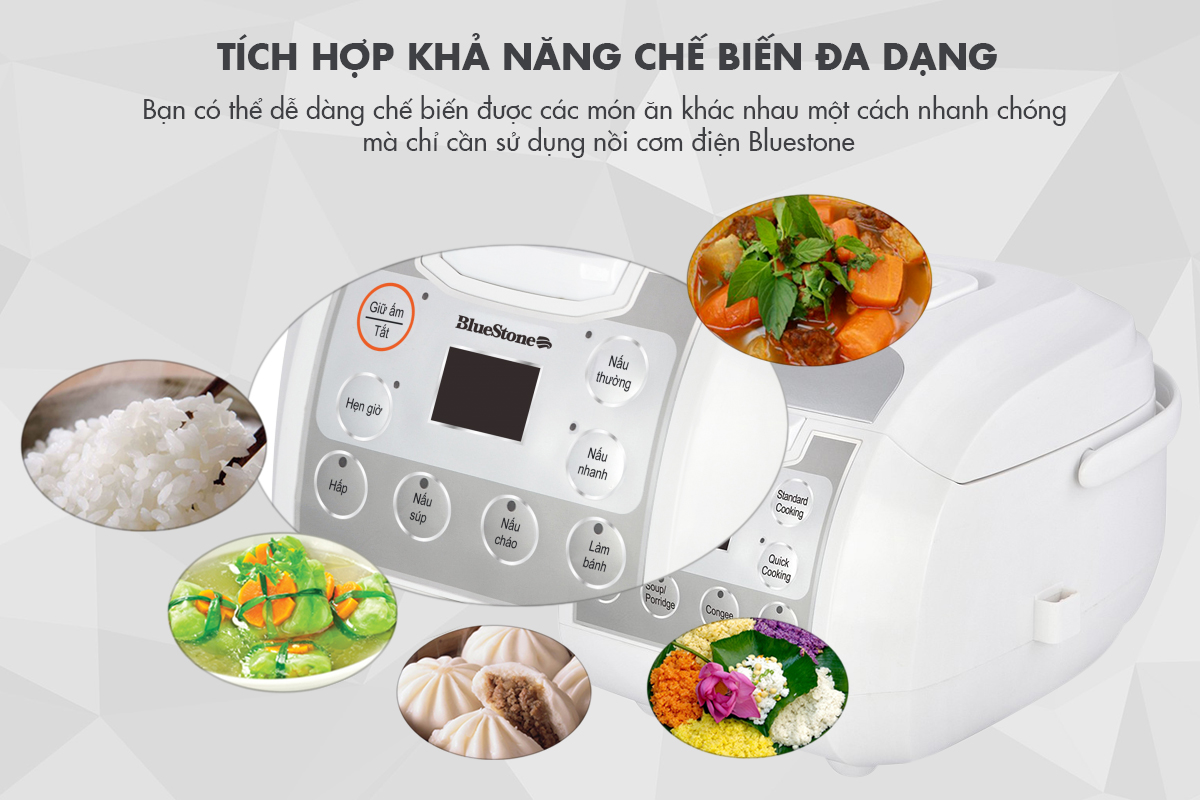 TÍCH HỢP KHẢ NĂNG CHẾ BIẾN ĐA DẠNG
Bạn có thể dễ dàng chế biến được các món ăn khác nhau một cách nhanh chóng
mà chỉ cần sử dụng nồi cơm điện Bluestone
Giữ ấm
Tắt
BlueStone
Nấu
thường
Hẹn giờ
Nấu
nhanh
Hấp
Nấu
súp
Nấu
cháo
Làm
bánh
Standard
Cooking
Quick
Cooking
Soup/
Porridge
Congee